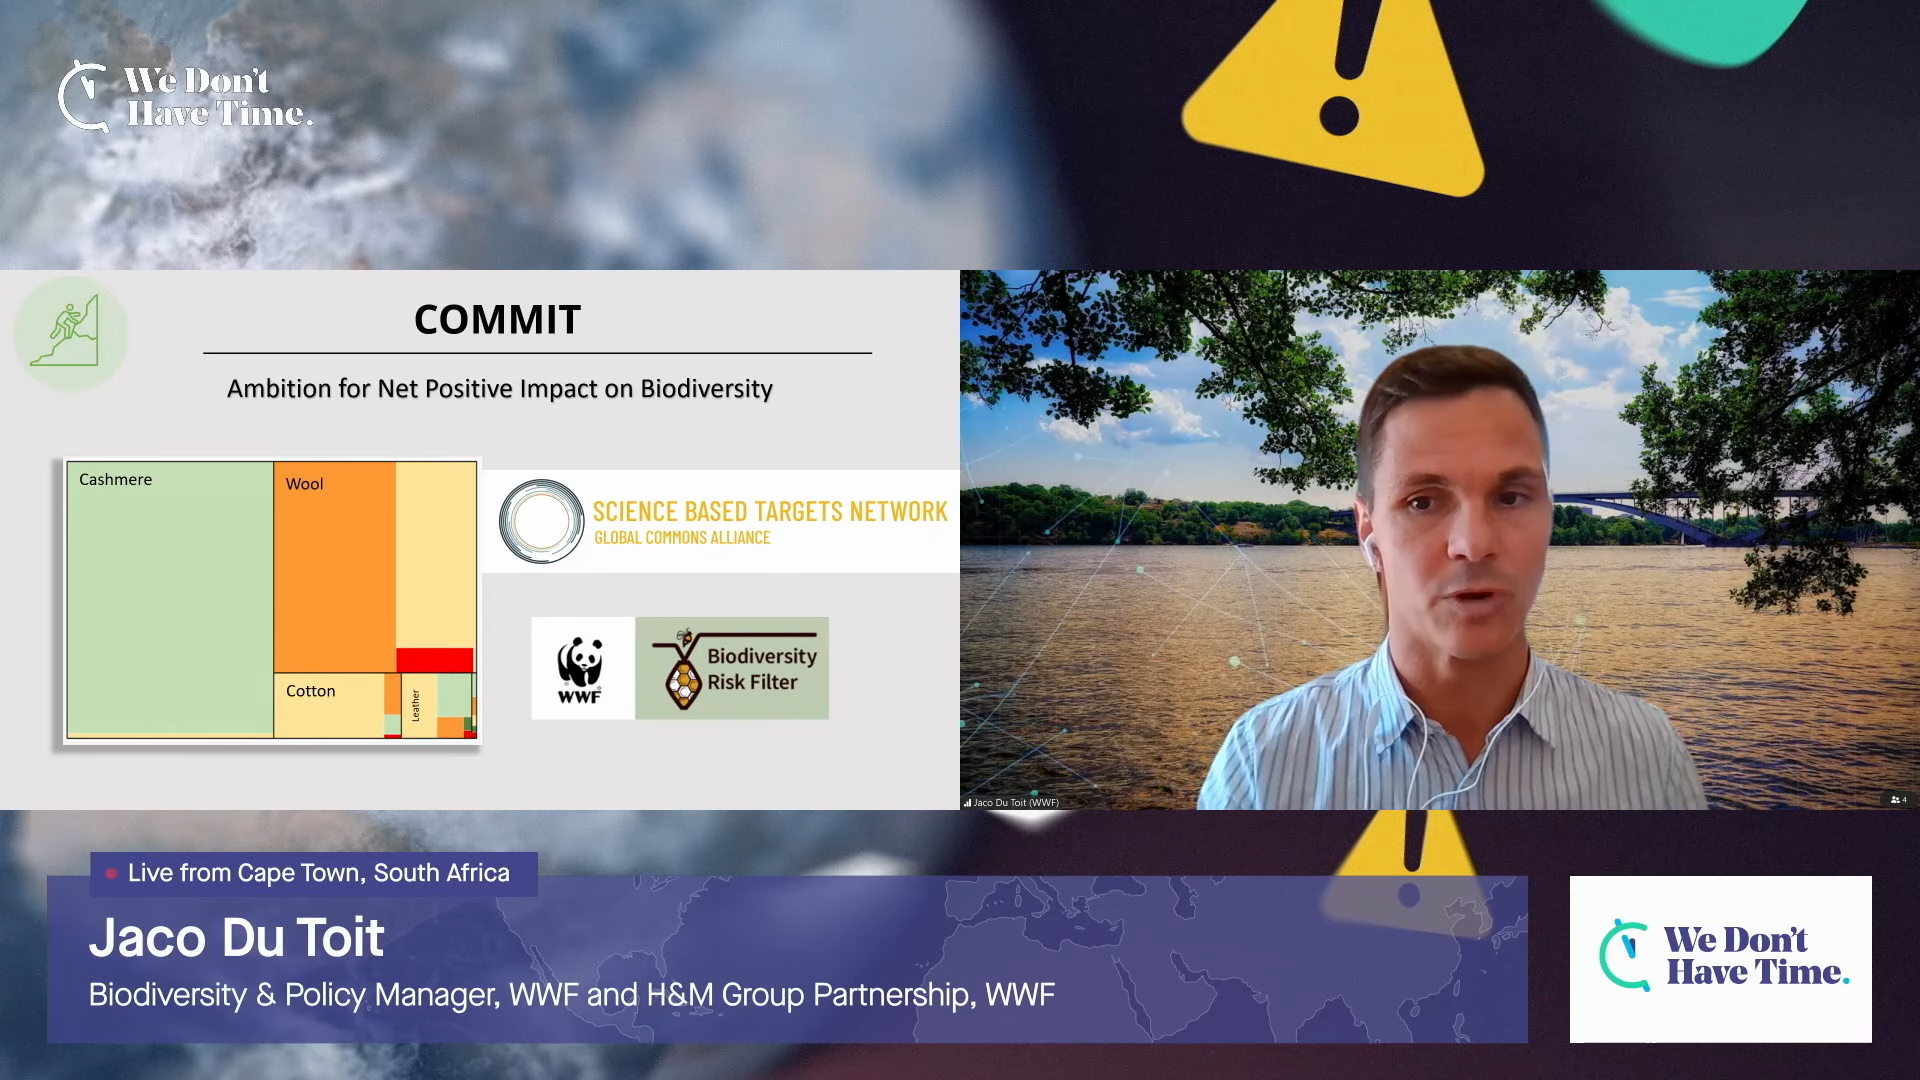 We Don't
Have Time.
COMMIT
Ambition for Net Positive Impact on Biodiversity
Cashmere
Wool
Cotton
Leather
SCIENCE BASED TARGETS NETWORK
GLOBAL COMMONS ALLIANCE
WWF
Biodiversity
Risk Filter
Jaco Du Toit (WWF)
4
Live from Cape Town, South Africa
Jaco Du Toit
Biodiversity & Policy Manager, WWF and H&M Group Partnership, WWF
We Don't
Have Time.